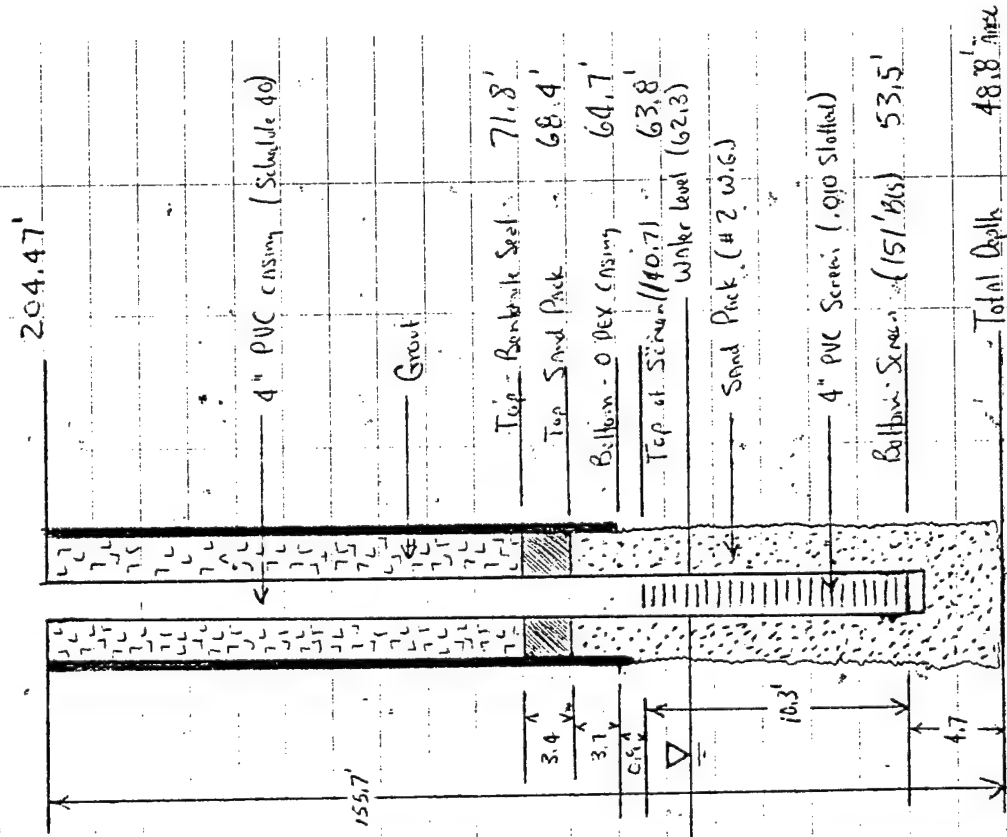 204.47'
4" PVC casing (Schedule 40)
Grout
Top - Bentonite Seal 71.8'
Top Sand Pack 68.4'
Bottom - ODEX Casing 64.7'
Top of Screen (140.7) 63.8'
Water Level (62.3)
Sand Pack (#2 W.G.)
4" PVC Screen (.010 Slotted)
Bottom Screen (151' BLS) 53.5'
Total Depth 48.8'
155.7'
3.4
3.7
0.9
10.3'
4.7